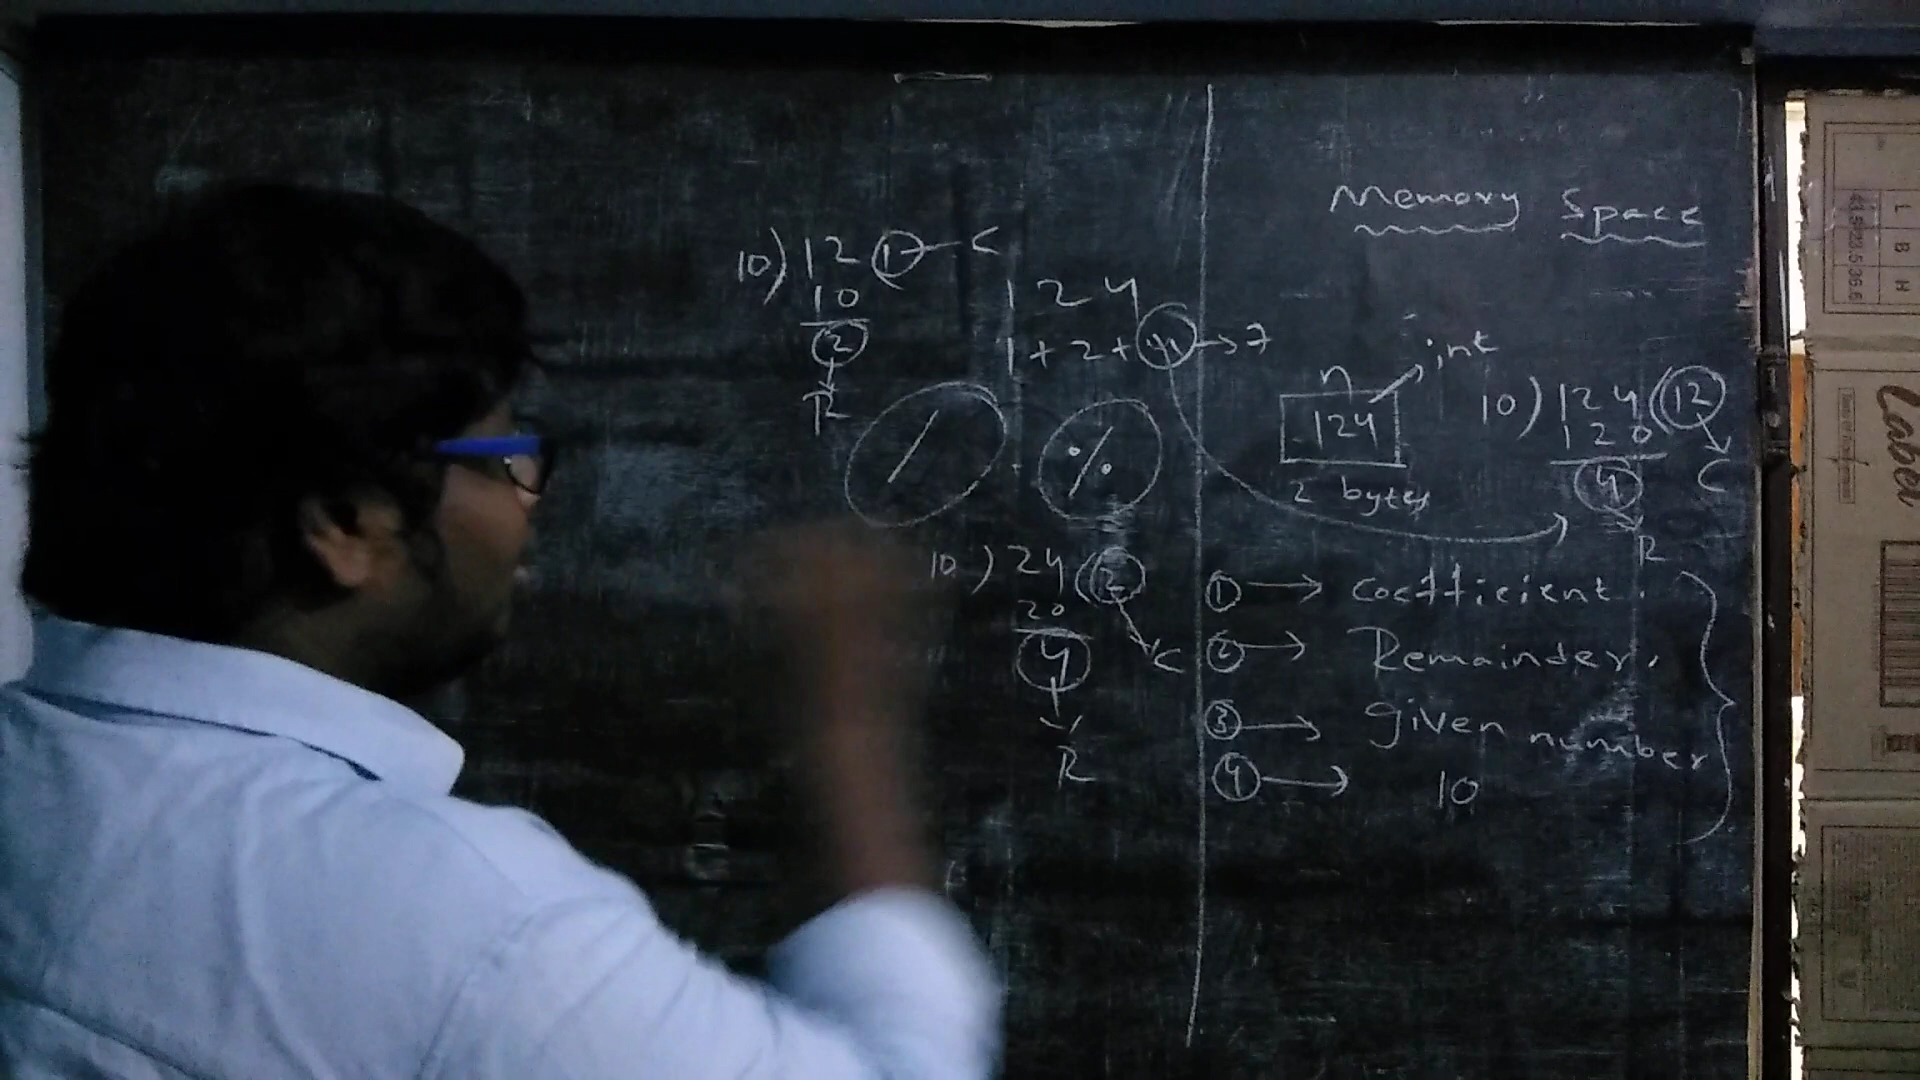 Memory Space
10) 12 (1 — C
10
2
R
124
1 + 2 + 4 → 7
/ %
n → int
124
2 bytes
10) 124 (12
120
4
C
R
10) 24 (2
20
4
C
R
① → Coefficient.
② → Remainder.
③ → Given number
④ → 10
L B H